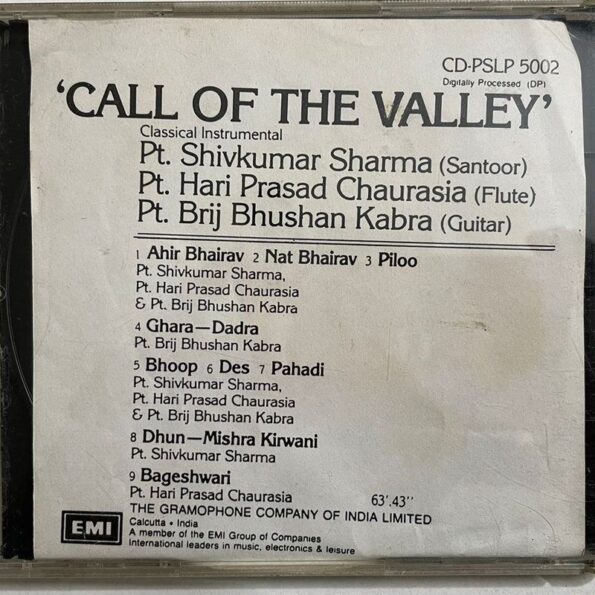 CD-PSLP 5002
Digitally Processed (DP)
'CALL OF THE VALLEY'
Classical Instrumental
Pt. Shivkumar Sharma (Santoor)
Pt. Hari Prasad Chaurasia (Flute)
Pt. Brij Bhushan Kabra (Guitar)
1 Ahir Bhairav 2 Nat Bhairav 3 Piloo
Pt. Shivkumar Sharma,
Pt. Hari Prasad Chaurasia
& Pt. Brij Bhushan Kabra
4 Ghara—Dadra
Pt. Brij Bhushan Kabra
5 Bhoop 6 Des 7 Pahadi
Pt. Shivkumar Sharma,
Pt. Hari Prasad Chaurasia
& Pt. Brij Bhushan Kabra
8 Dhun—Mishra Kirwani
Pt. Shivkumar Sharma
9 Bageshwari
Pt. Hari Prasad Chaurasia 63'.43"
THE GRAMOPHONE COMPANY OF INDIA LIMITED
EMI
Calcutta • India
A member of the EMI Group of Companies
International leaders in music, electronics & leisure